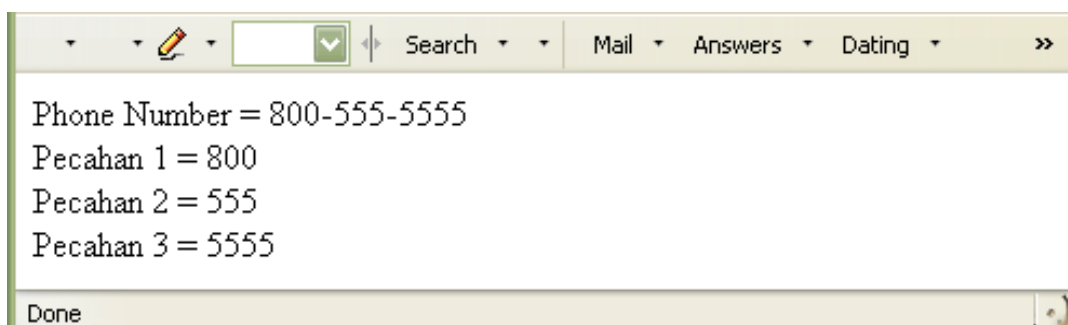 Search Mail Answers Dating »
Phone Number = 800-555-5555
Pecahan 1 = 800
Pecahan 2 = 555
Pecahan 3 = 5555
Done